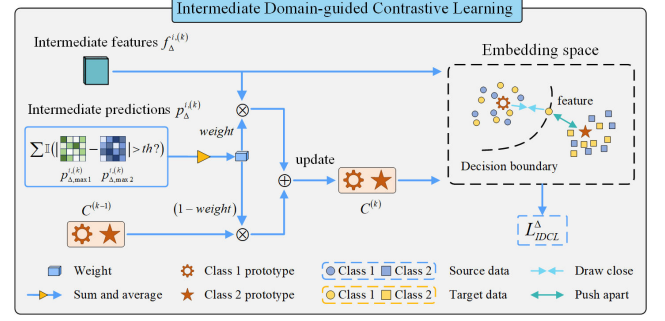 Intermediate Domain-guided Contrastive Learning
Intermediate features f_Δ^{i,(k)}
Embedding space
Intermediate predictions p_Δ^{i,(k)}
weight
feature
∑𝕀(| − |>th?)
p_{Δ,max1}^{i,(k)} p_{Δ,max2}^{i,(k)}
update
Decision boundary
C^{(k-1)}
(1−weight)
C^{(k)}
L_{IDCL}^Δ
Weight
Class 1 prototype
Class 1 Class 2
Source data
Draw close
Sum and average
Class 2 prototype
Class 1 Class 2
Target data
Push apart